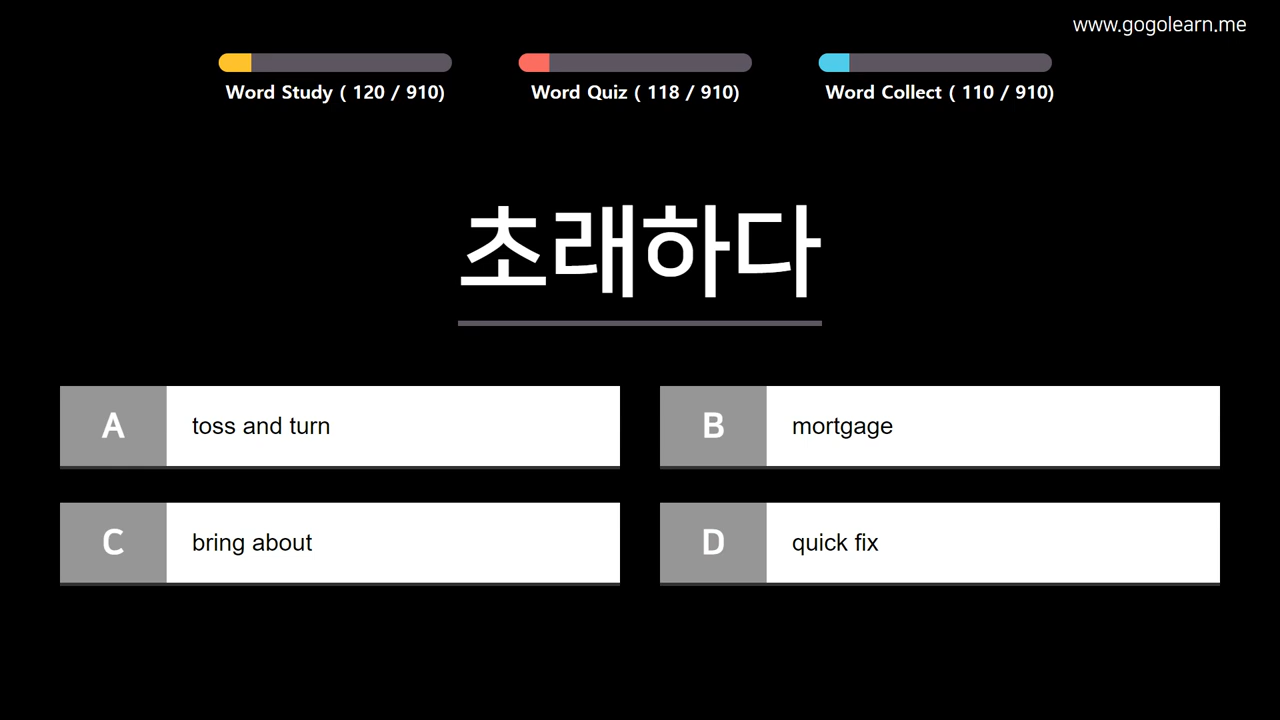 www.gogolearn.me
Word Study ( 120 / 910)
Word Quiz ( 118 / 910)
Word Collect ( 110 / 910)
초래하다
A toss and turn
B mortgage
C bring about
D quick fix